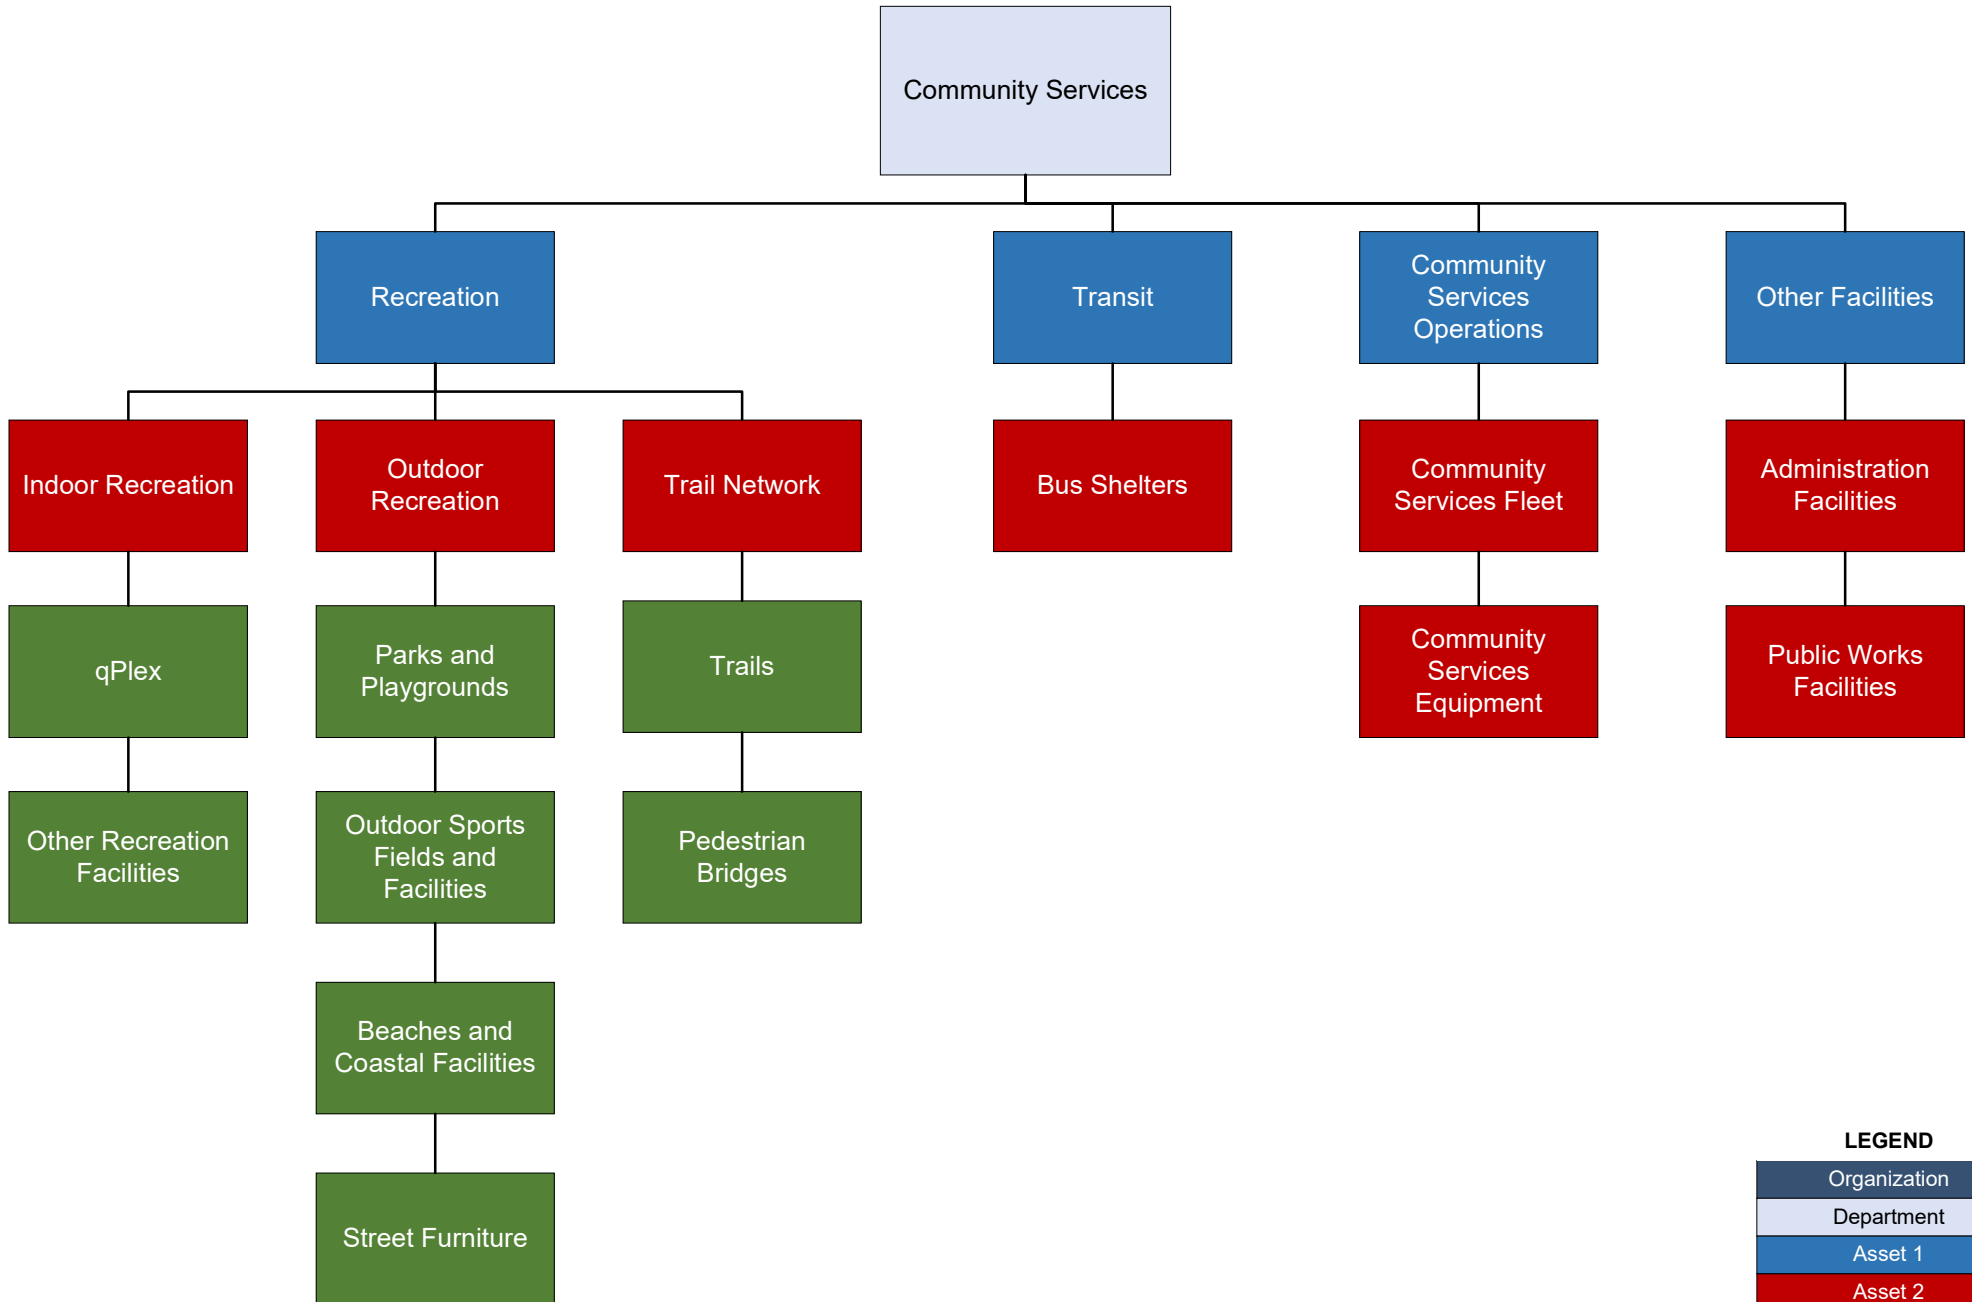 Community Services
Recreation
Transit
Community
Services
Operations
Other Facilities
Indoor Recreation
Outdoor
Recreation
Trail Network
Bus Shelters
Community
Services Fleet
Administration
Facilities
qPlex
Parks and
Playgrounds
Trails
Community
Services
Equipment
Public Works
Facilities
Other Recreation
Facilities
Outdoor Sports
Fields and
Facilities
Pedestrian
Bridges
Beaches and
Coastal Facilities
Street Furniture
LEGEND
Organization
Department
Asset 1
Asset 2